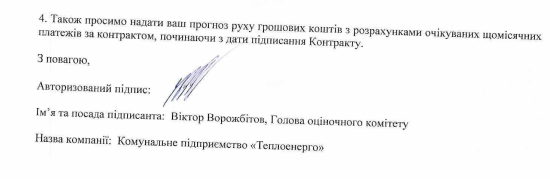 4. Також просимо надати ваш прогноз руху грошових коштів з розрахунками очікуваних щомісячних
платежів за контрактом, починаючи з дати підписання Контракту.
З повагою,
Авторизований підпис:
Ім’я та посада підписанта: Віктор Ворожбітов, Голова оціночного комітету
Назва компанії: Комунальне підприємство «Теплоенерго»